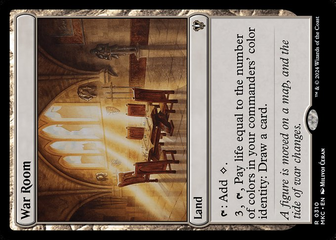 War Room
Land
: Add .
3, , Pay life equal to the number
of colors in your commanders' color
identity: Draw a card.
A figure is moved on a map, and the
tide of war changes.
R 0310
MKC • EN MILIVOJ ĆERAN
™ & © 2024 Wizards of the Coast